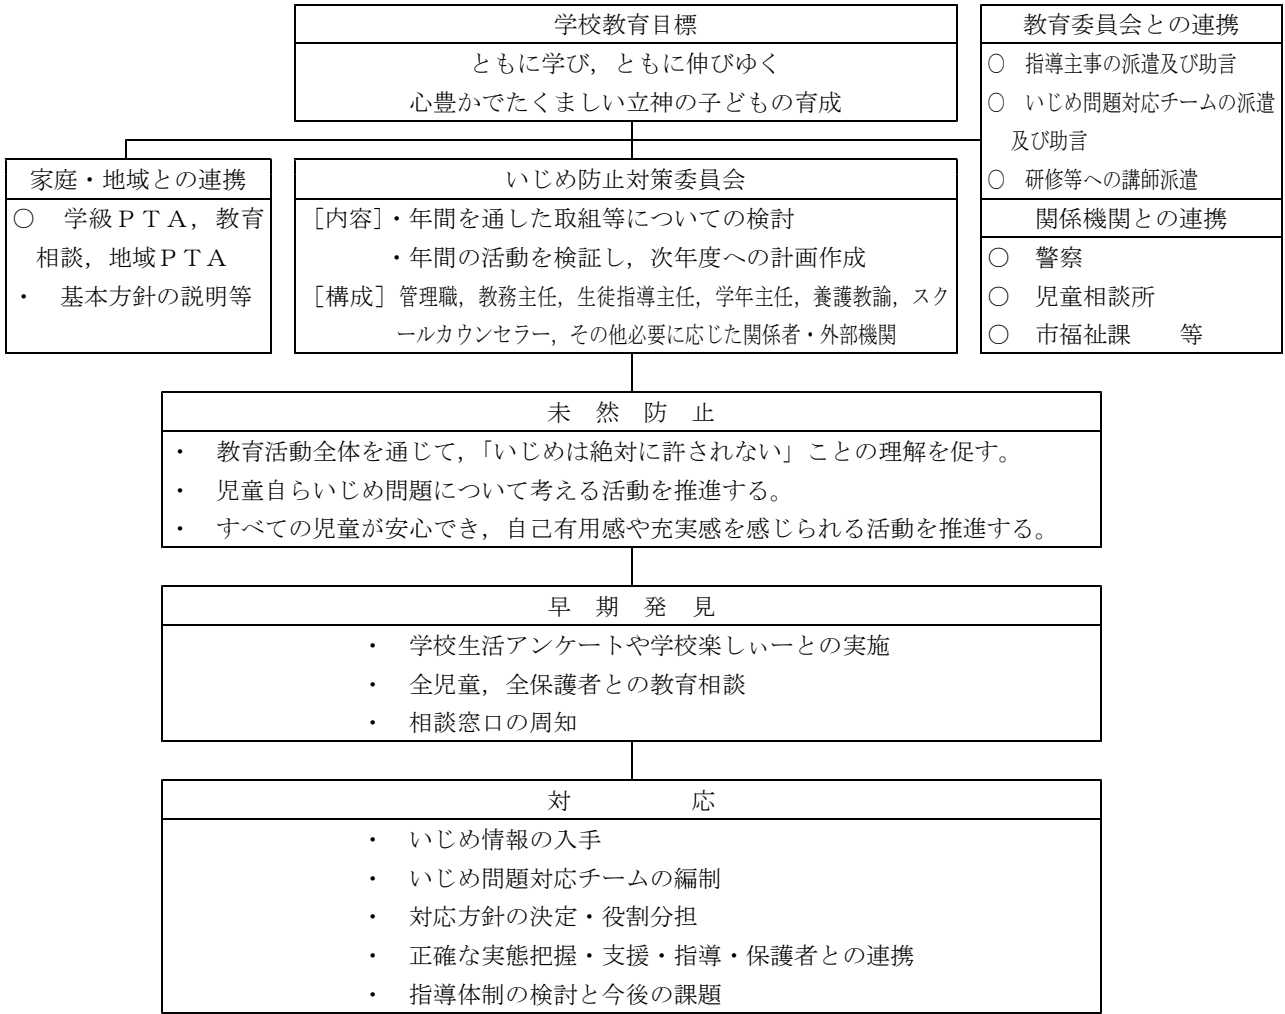 学校教育目標
ともに学び，ともに伸びゆく
心豊かでたくましい立神の子どもの育成
教育委員会との連携
○　指導主事の派遣及び助言
○　いじめ問題対応チームの派遣
及び助言
○　研修等への講師派遣
関係機関との連携
○　警察
○　児童相談所
○　市福祉課　　等
家庭・地域との連携
○　学級ＰＴＡ，教育
相談，地域ＰＴＡ
・　基本方針の説明等
いじめ防止対策委員会
［内容］・年間を通した取組等についての検討
・年間の活動を検証し，次年度への計画作成
［構成］管理職，教務主任，生徒指導主任，学年主任，養護教諭，スク
ールカウンセラー，その他必要に応じた関係者・外部機関
未　然　防　止
・　教育活動全体を通じて，「いじめは絶対に許されない」ことの理解を促す。
・　児童自らいじめ問題について考える活動を推進する。
・　すべての児童が安心でき，自己有用感や充実感を感じられる活動を推進する。
早　期　発　見
・　学校生活アンケートや学校楽しぃーとの実施
・　全児童，全保護者との教育相談
・　相談窓口の周知
対　　　　　応
・　いじめ情報の入手
・　いじめ問題対応チームの編制
・　対応方針の決定・役割分担
・　正確な実態把握・支援・指導・保護者との連携
・　指導体制の検討と今後の課題